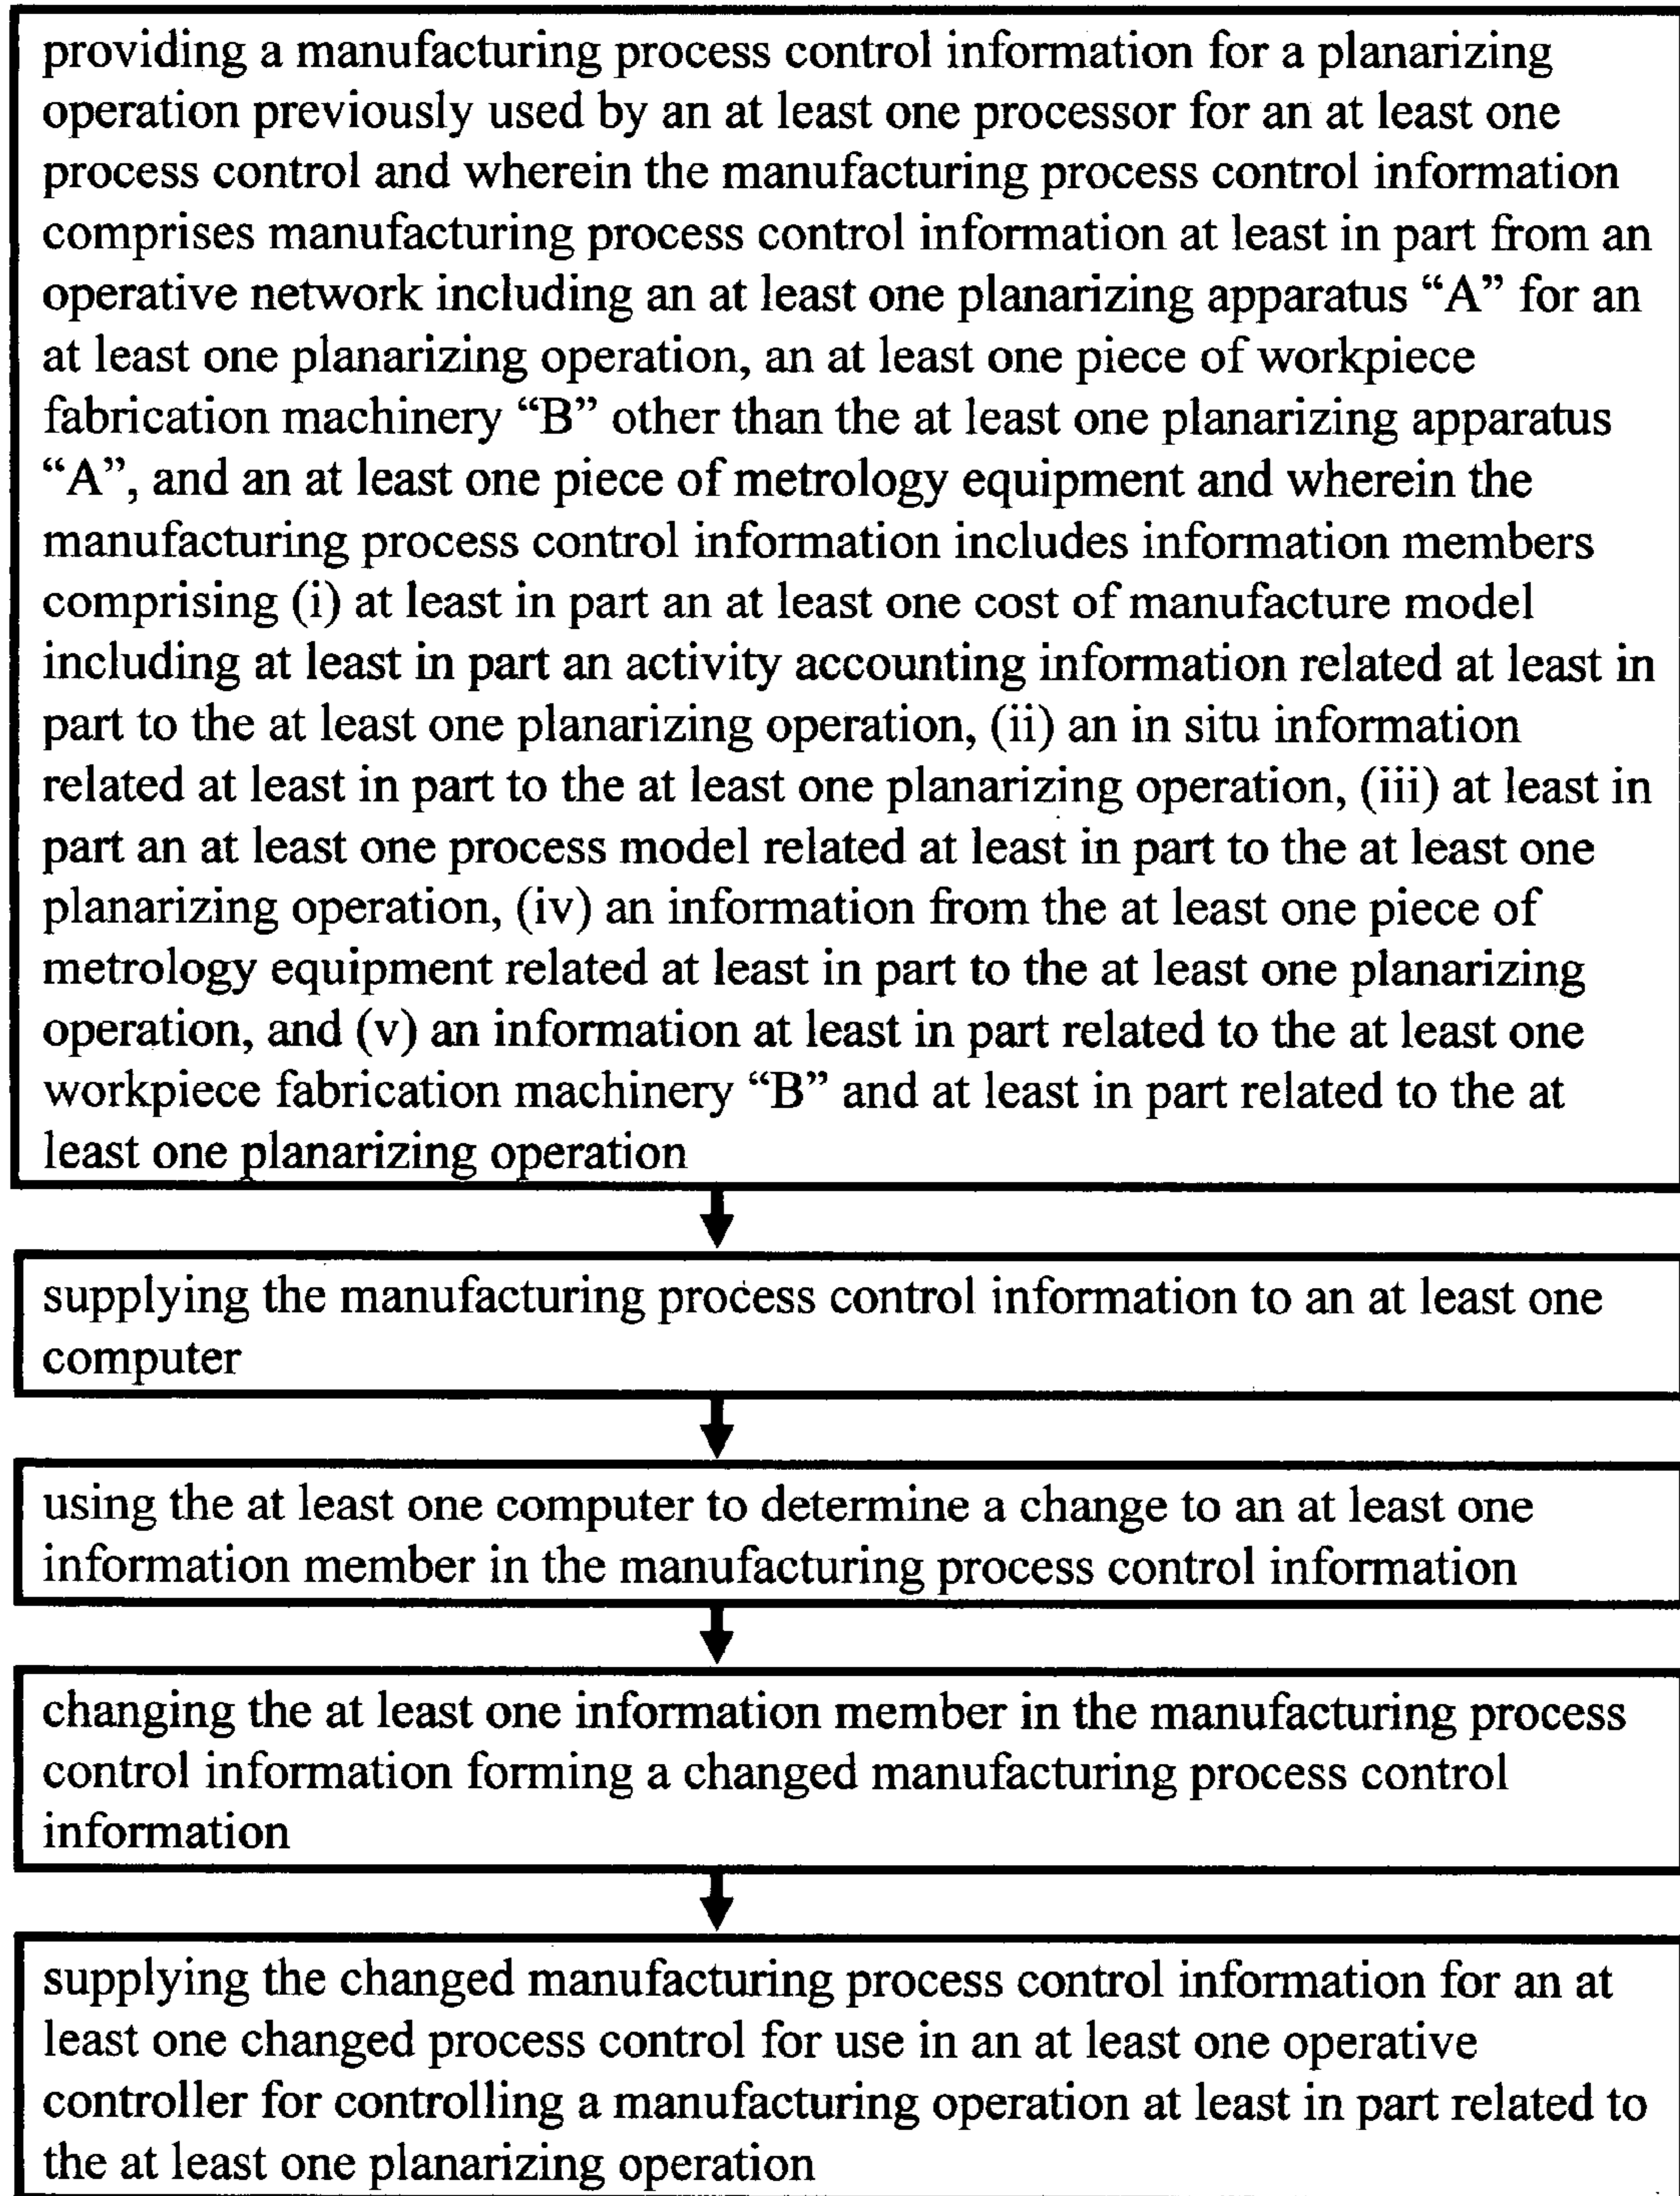 providing a manufacturing process control information for a planarizing
operation previously used by an at least one processor for an at least one
process control and wherein the manufacturing process control information
comprises manufacturing process control information at least in part from an
operative network including an at least one planarizing apparatus “A” for an
at least one planarizing operation, an at least one piece of workpiece
fabrication machinery “B” other than the at least one planarizing apparatus
“A”, and an at least one piece of metrology equipment and wherein the
manufacturing process control information includes information members
comprising (i) at least in part an at least one cost of manufacture model
including at least in part an activity accounting information related at least in
part to the at least one planarizing operation, (ii) an in situ information
related at least in part to the at least one planarizing operation, (iii) at least in
part an at least one process model related at least in part to the at least one
planarizing operation, (iv) an information from the at least one piece of
metrology equipment related at least in part to the at least one planarizing
operation, and (v) an information at least in part related to the at least one
workpiece fabrication machinery “B” and at least in part related to the at
least one planarizing operation
supplying the manufacturing process control information to an at least one
computer
using the at least one computer to determine a change to an at least one
information member in the manufacturing process control information
changing the at least one information member in the manufacturing process
control information forming a changed manufacturing process control
information
supplying the changed manufacturing process control information for an at
least one changed process control for use in an at least one operative
controller for controlling a manufacturing operation at least in part related to
the at least one planarizing operation